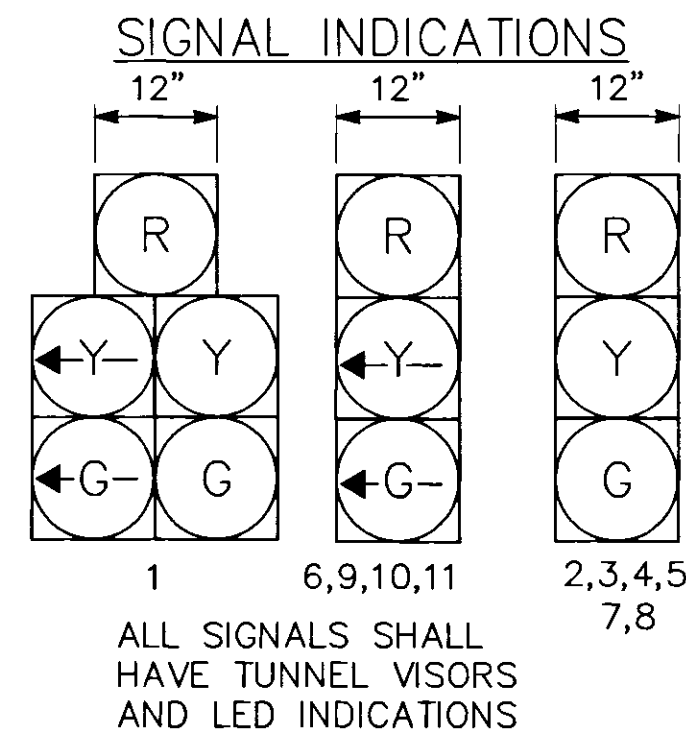 SIGNAL INDICATIONS
12" 12" 12"
R R R
Y Y Y Y
G G G G
1 6,9,10,11 2,3,4,5
7,8
ALL SIGNALS SHALL
HAVE TUNNEL VISORS
AND LED INDICATIONS